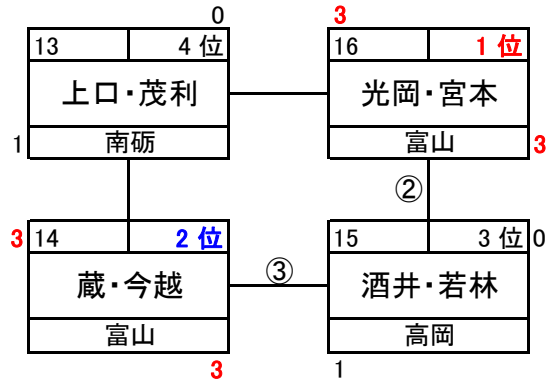 0 3
13 4 位 16 1 位
上口・茂利 光岡・宮本
1 南砺 富山 3
②
3 14 2 位 15 3 位 0
蔵・今越 ③ 酒井・若林
富山 高岡
3 1